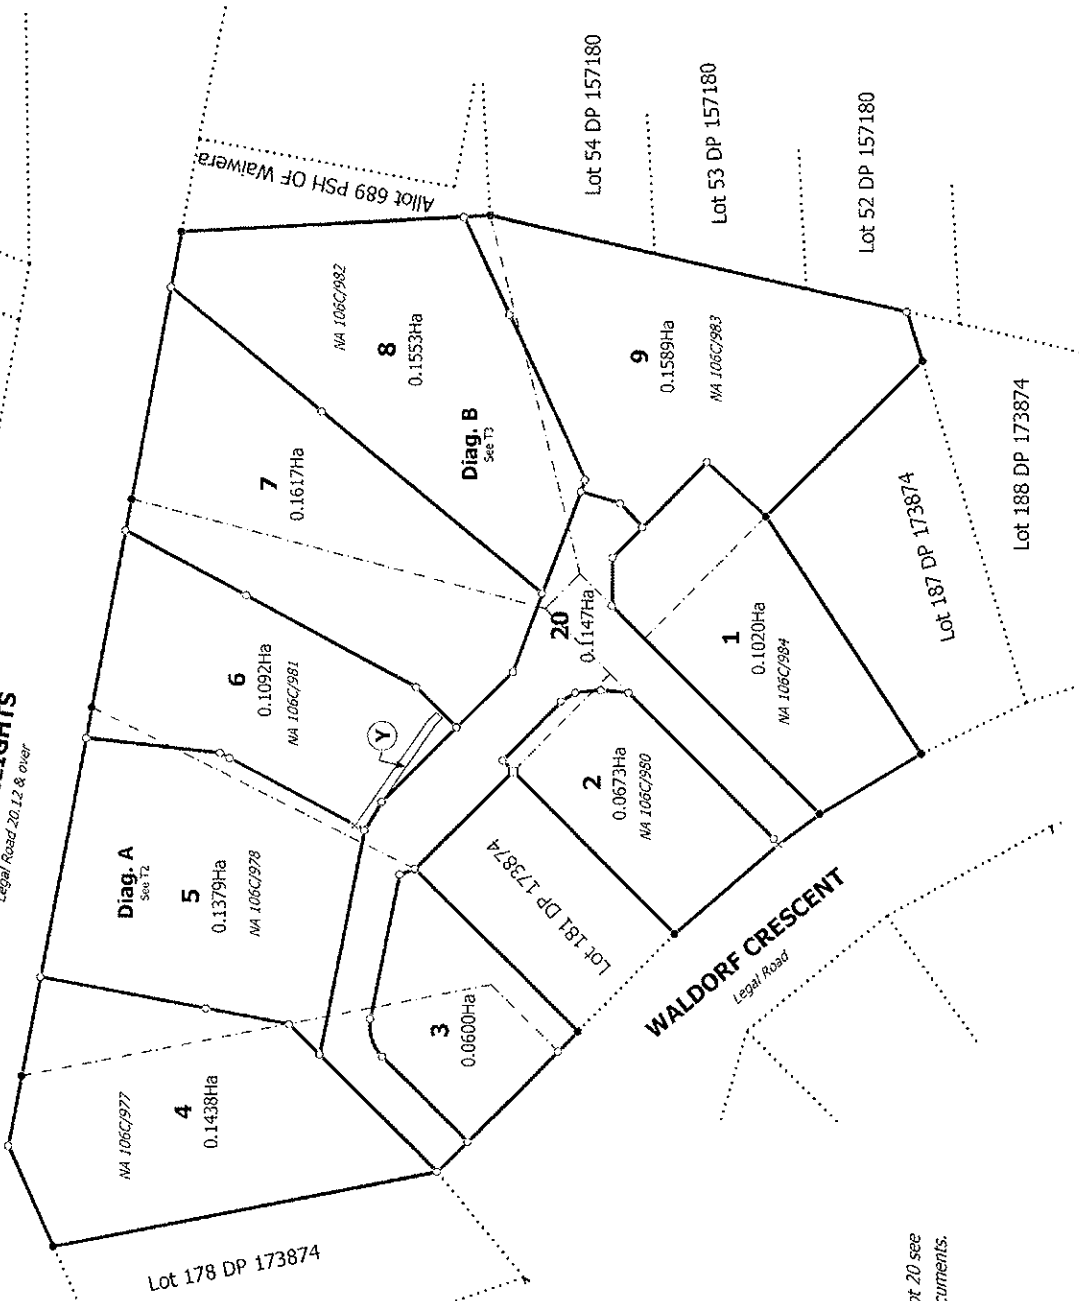 Legal Road 20.12 & over
Allot 689 PSH OF Waiwera
Lot 54 DP 157180
Lot 53 DP 157180
Lot 52 DP 157180
NA 106C/982
8
0.1553Ha
9
0.1589Ha
NA 106C/983
Diag. B
See T3
7
0.1617Ha
Lot 188 DP 173874
Lot 187 DP 173874
20
0.1147Ha
1
0.1020Ha
NA 106C/984
6
0.1092Ha
NA 106C/981
Y
2
0.0673Ha
NA 106C/980
Lot 181 DP 173874
Diag. A
See T2
5
0.1379Ha
NA 106C/978
WALDORF CRESCENT
Legal Road
3
0.0600Ha
NA 106C/977
4
0.1438Ha
Lot 178 DP 173874
20 see